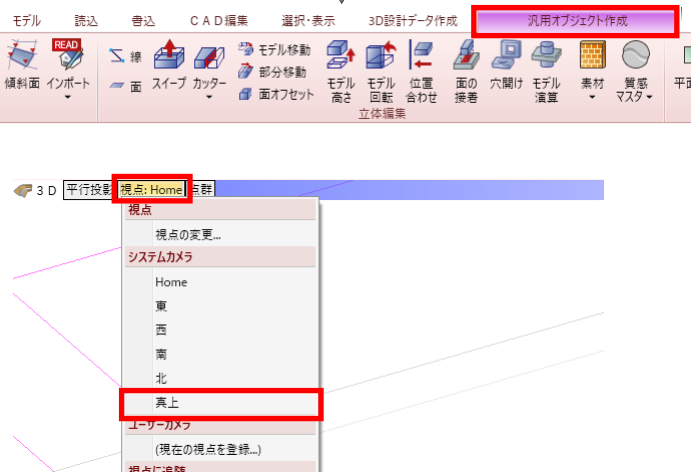 モデル 読込 書込 CAD編集 選択・表示 3D設計データ作成 汎用オブジェクト作成
傾斜面 READ インポート 線 面 スイープ カッター モデル移動 部分移動 面オフセット モデル高さ モデル回転 位置合わせ 面の接着 穴開け モデル演算 素材 質感マスタ
立体編集
3D 平行投影 視点: Home 点群
視点
視点の変更...
システムカメラ
Home
東
西
南
北
真上
ユーザーカメラ
(現在の視点を登録...)
視点に追随